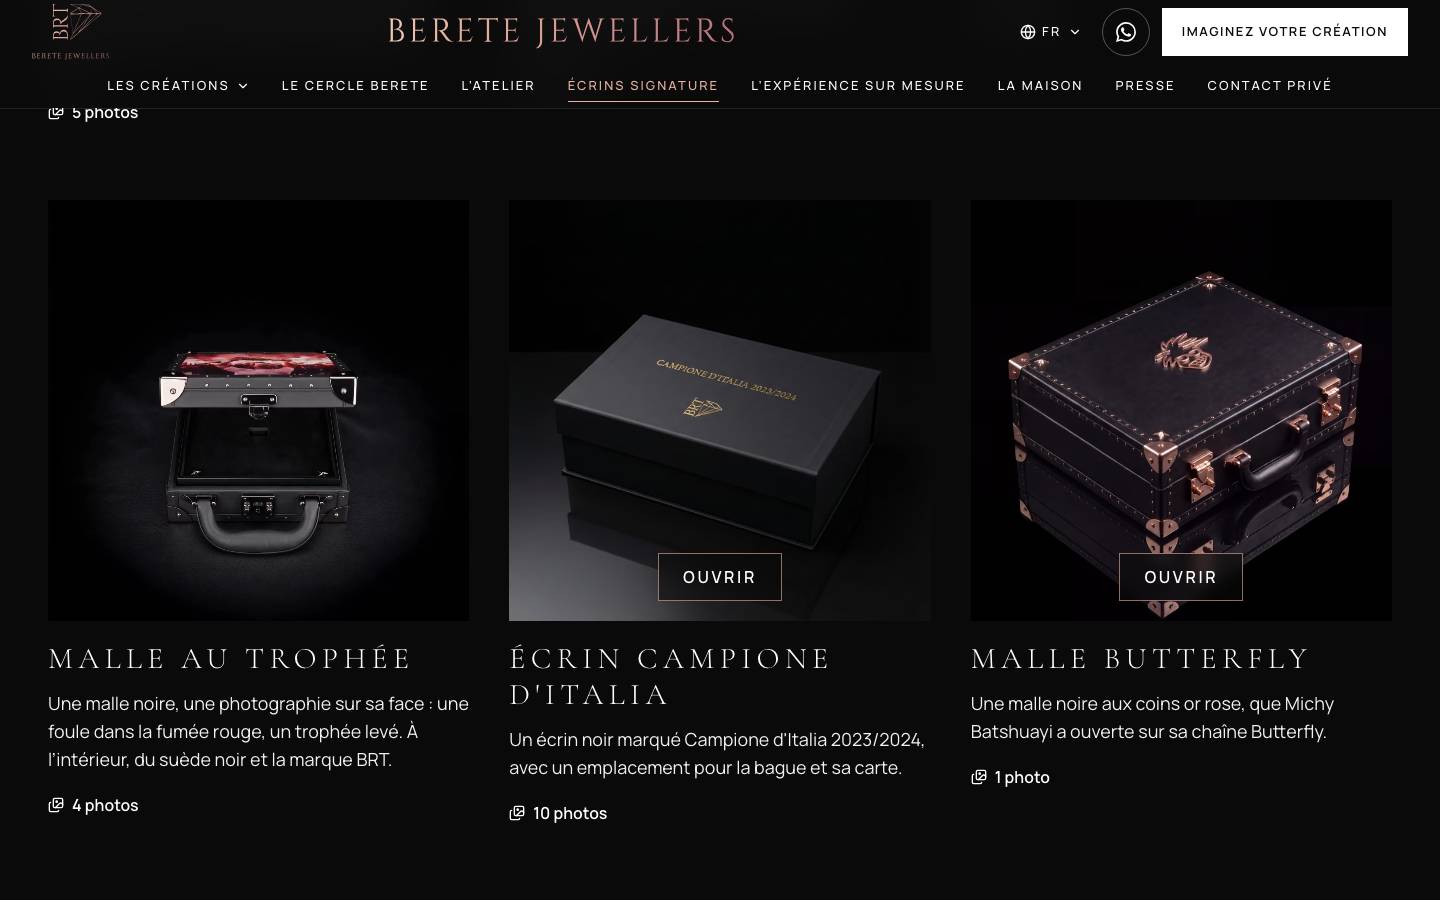 BRT
BERETE JEWELLERS
BERETE JEWELLERS
FR
IMAGINEZ VOTRE CRÉATION
LES CRÉATIONS
LE CERCLE BERETE
L'ATELIER
ÉCRINS SIGNATURE
L'EXPÉRIENCE SUR MESURE
LA MAISON
PRESSE
CONTACT PRIVÉ
5 photos
CAMPIONE D'ITALIA 2023/2024
BRT
OUVRIR
OUVRIR
MALLE AU TROPHÉE
Une malle noire, une photographie sur sa face : une
foule dans la fumée rouge, un trophée levé. À
l'intérieur, du suède noir et la marque BRT.
4 photos
ÉCRIN CAMPIONE
D'ITALIA
Un écrin noir marqué Campione d'Italia 2023/2024,
avec un emplacement pour la bague et sa carte.
10 photos
MALLE BUTTERFLY
Une malle noire aux coins or rose, que Michy
Batshuayi a ouverte sur sa chaîne Butterfly.
1 photo